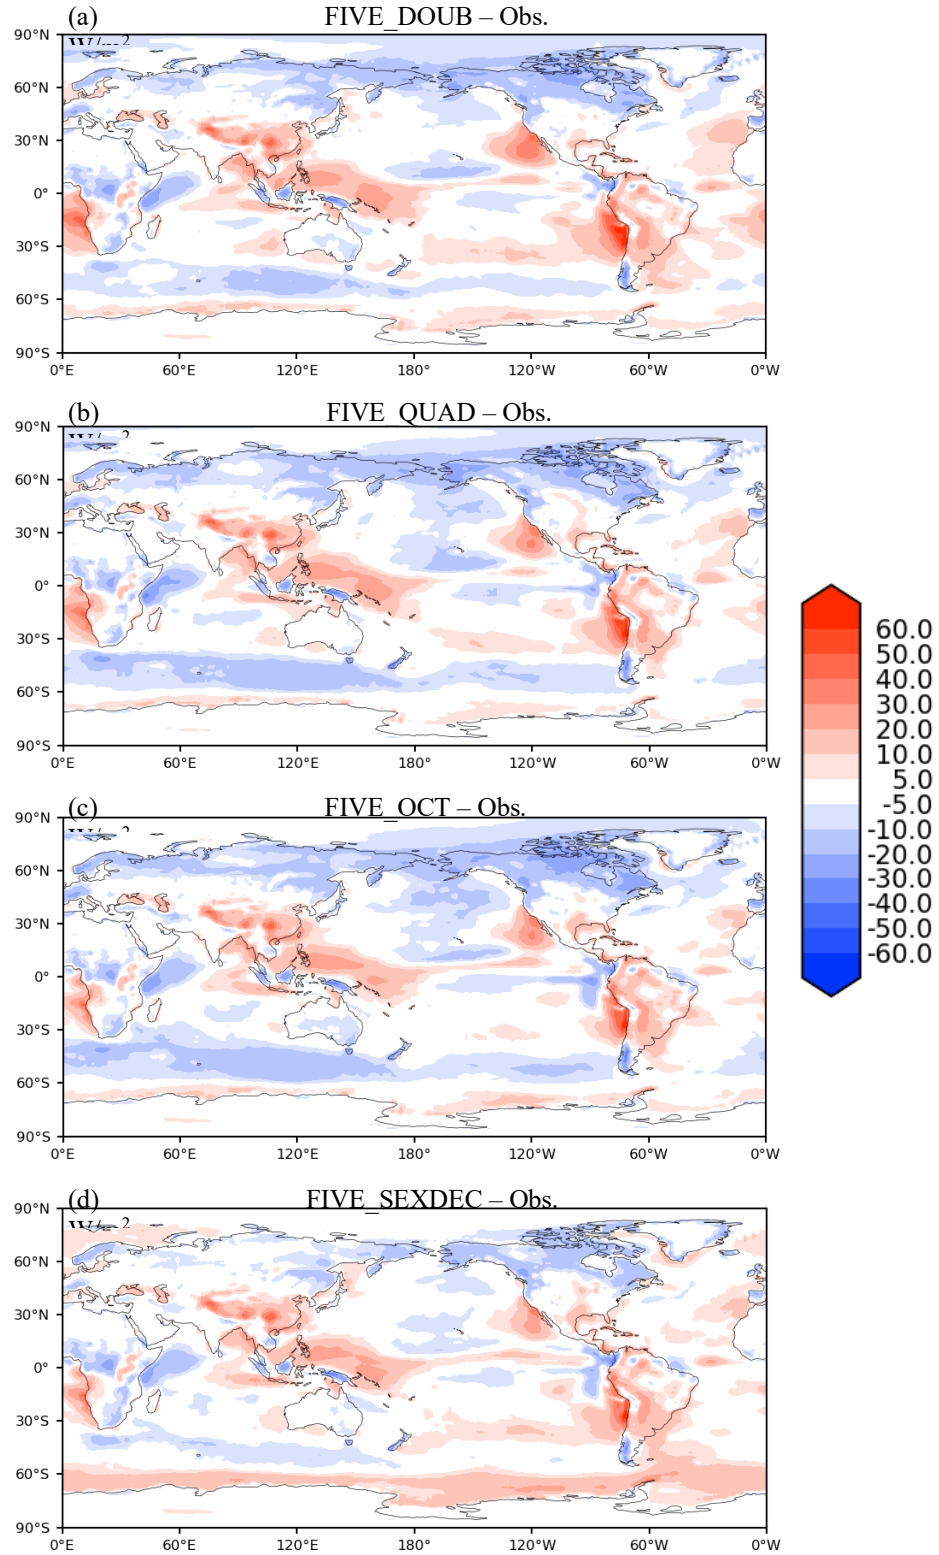 (a) FIVE_DOUB – Obs.
90°N
60°N
30°N
0°
30°S
60°S
90°S
0°E 60°E 120°E 180° 120°W 60°W 0°W
(b) FIVE_QUAD – Obs.
90°N
60°N
30°N
0°
30°S
60°S
90°S
0°E 60°E 120°E 180° 120°W 60°W 0°W
(c) FIVE_OCT – Obs.
90°N
60°N
30°N
0°
30°S
60°S
90°S
0°E 60°E 120°E 180° 120°W 60°W 0°W
(d) FIVE_SEXDEC – Obs.
W/m²
90°N
60°N
30°N
0°
30°S
60°S
90°S
0°E 60°E 120°E 180° 120°W 60°W 0°W
60.0
50.0
40.0
30.0
20.0
10.0
5.0
-5.0
-10.0
-20.0
-30.0
-40.0
-50.0
-60.0